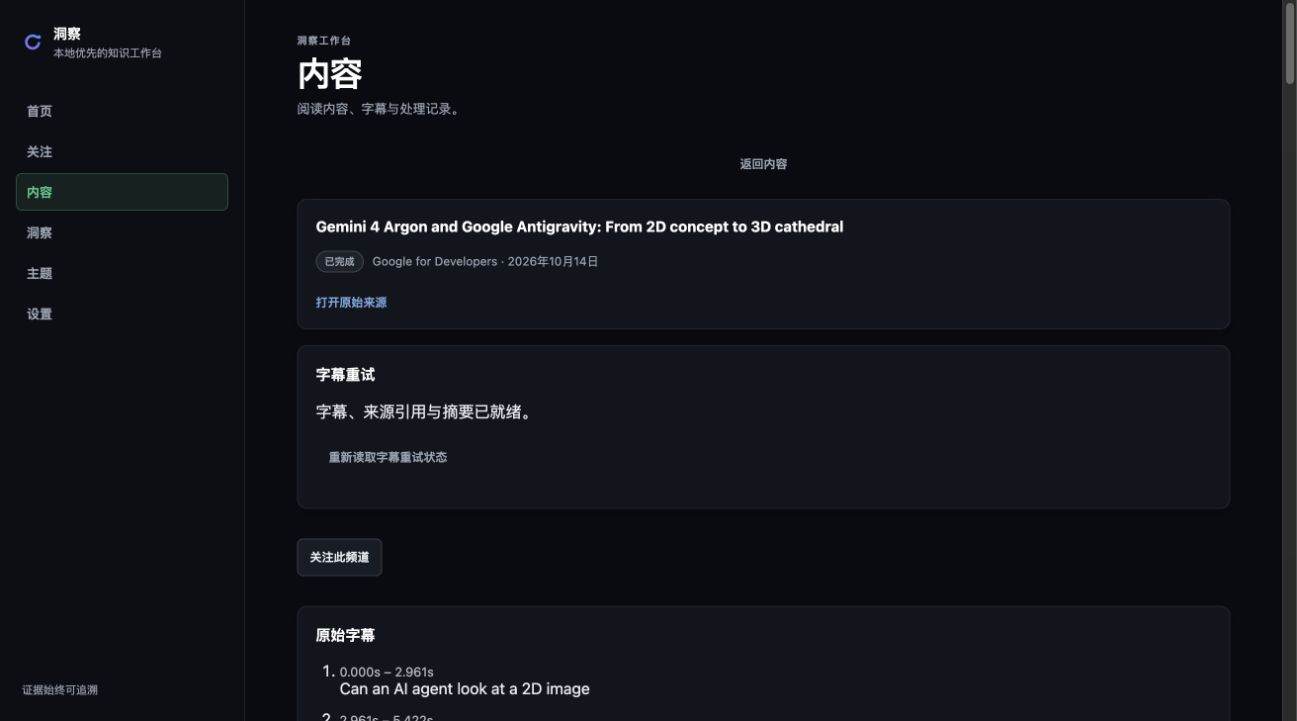 洞察
本地优先的知识工作台
首页
关注
内容
洞察
主题
设置
证据始终可追溯
洞察工作台
内容
阅读内容、字幕与处理记录。
返回内容
Gemini 4 Argon and Google Antigravity: From 2D concept to 3D cathedral
已完成 Google for Developers · 2026年10月14日
打开原始来源
字幕重试
字幕、来源引用与摘要已就绪。
重新读取字幕重试状态
关注此频道
原始字幕
1. 0.000s – 2.961s
Can an AI agent look at a 2D image
2. 2.961s – 5.422s